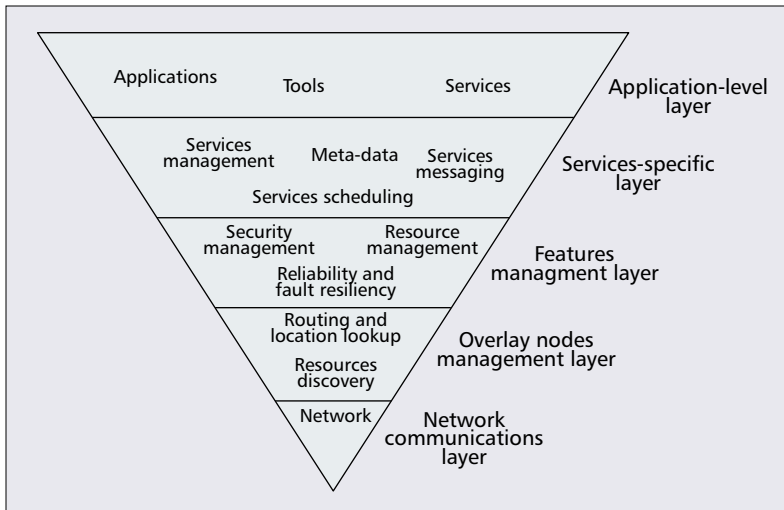 Applications
Tools
Services
Application-level
layer
Services
management
Meta-data
Services
messaging
Services scheduling
Services-specific
layer
Security
management
Resource
management
Reliability and
fault resiliency
Features
managment layer
Routing and
location lookup
Resources
discovery
Overlay nodes
management layer
Network
Network
communications
layer